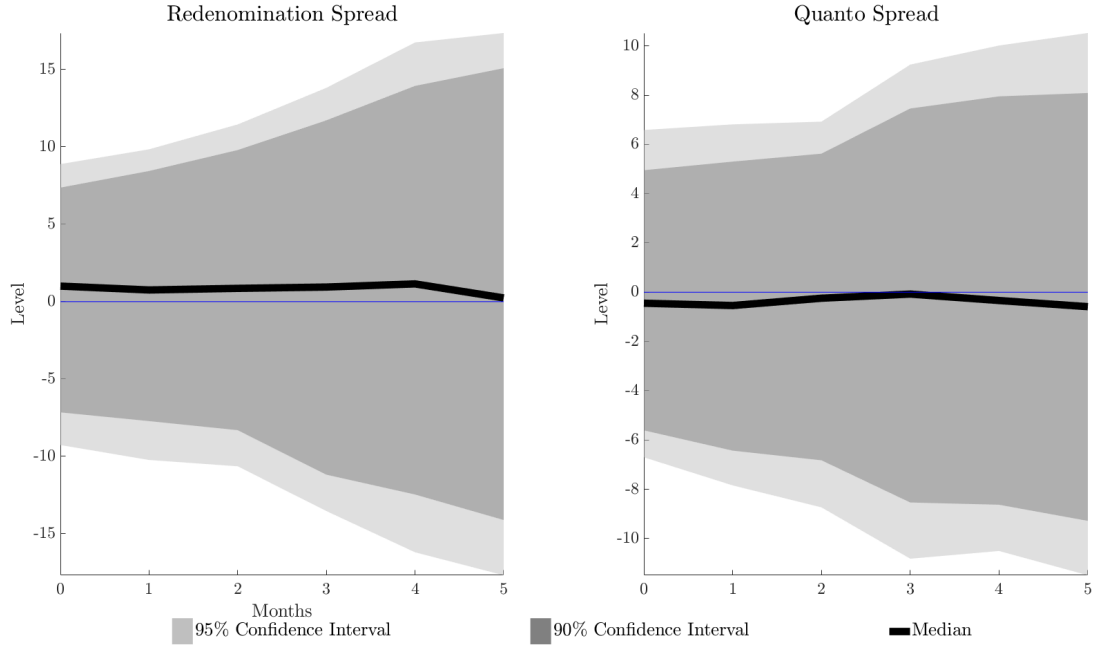 Redenomination Spread
Quanto Spread
15
10
5
0
-5
-10
-15
Level
0 1 2 3 4 5
Months
10
8
6
4
2
0
-2
-4
-6
-8
-10
Level
0 1 2 3 4 5
95% Confidence Interval
90% Confidence Interval
Median